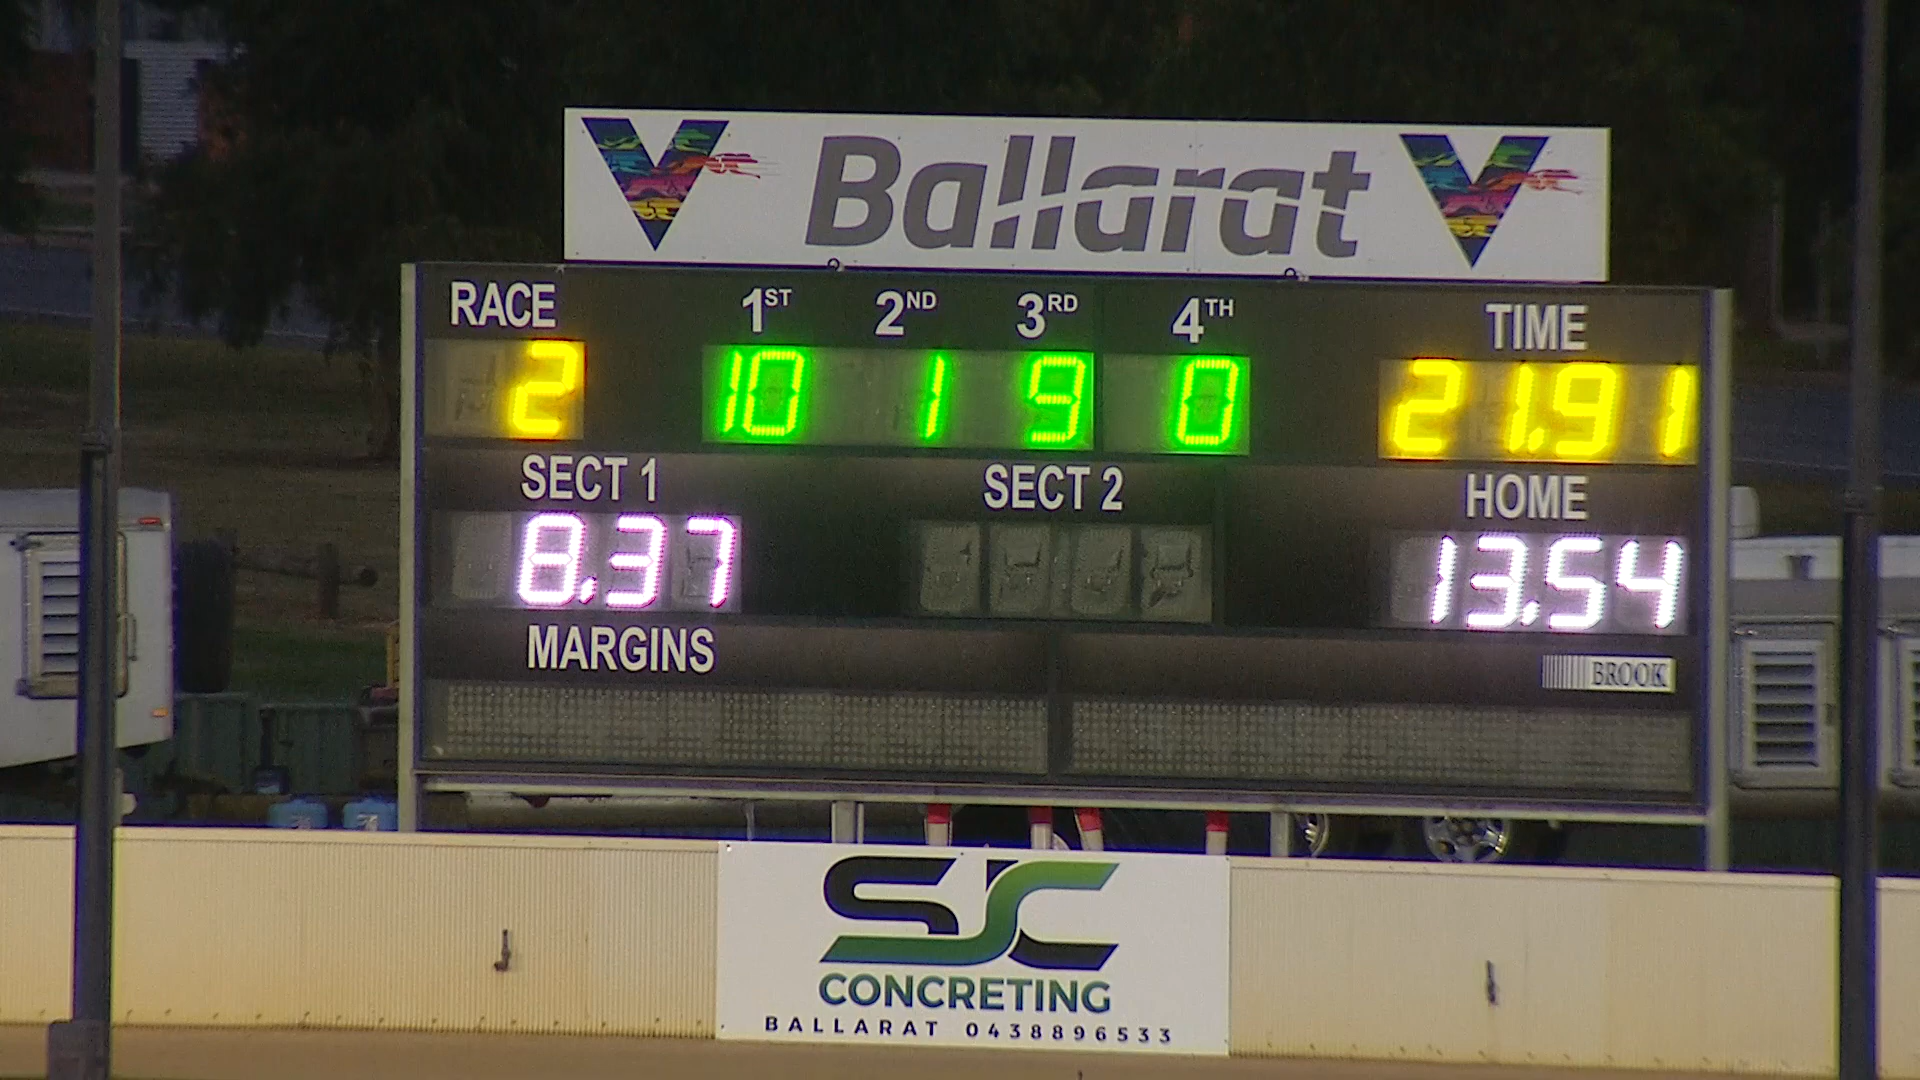 Ballarat
RACE 1ST 2ND 3RD 4TH TIME
2 10 1 9 0 21.91
SECT 1 SECT 2 HOME
8.37 13.54
MARGINS
BROOK
SJC
CONCRETING
BALLARAT 0438896533